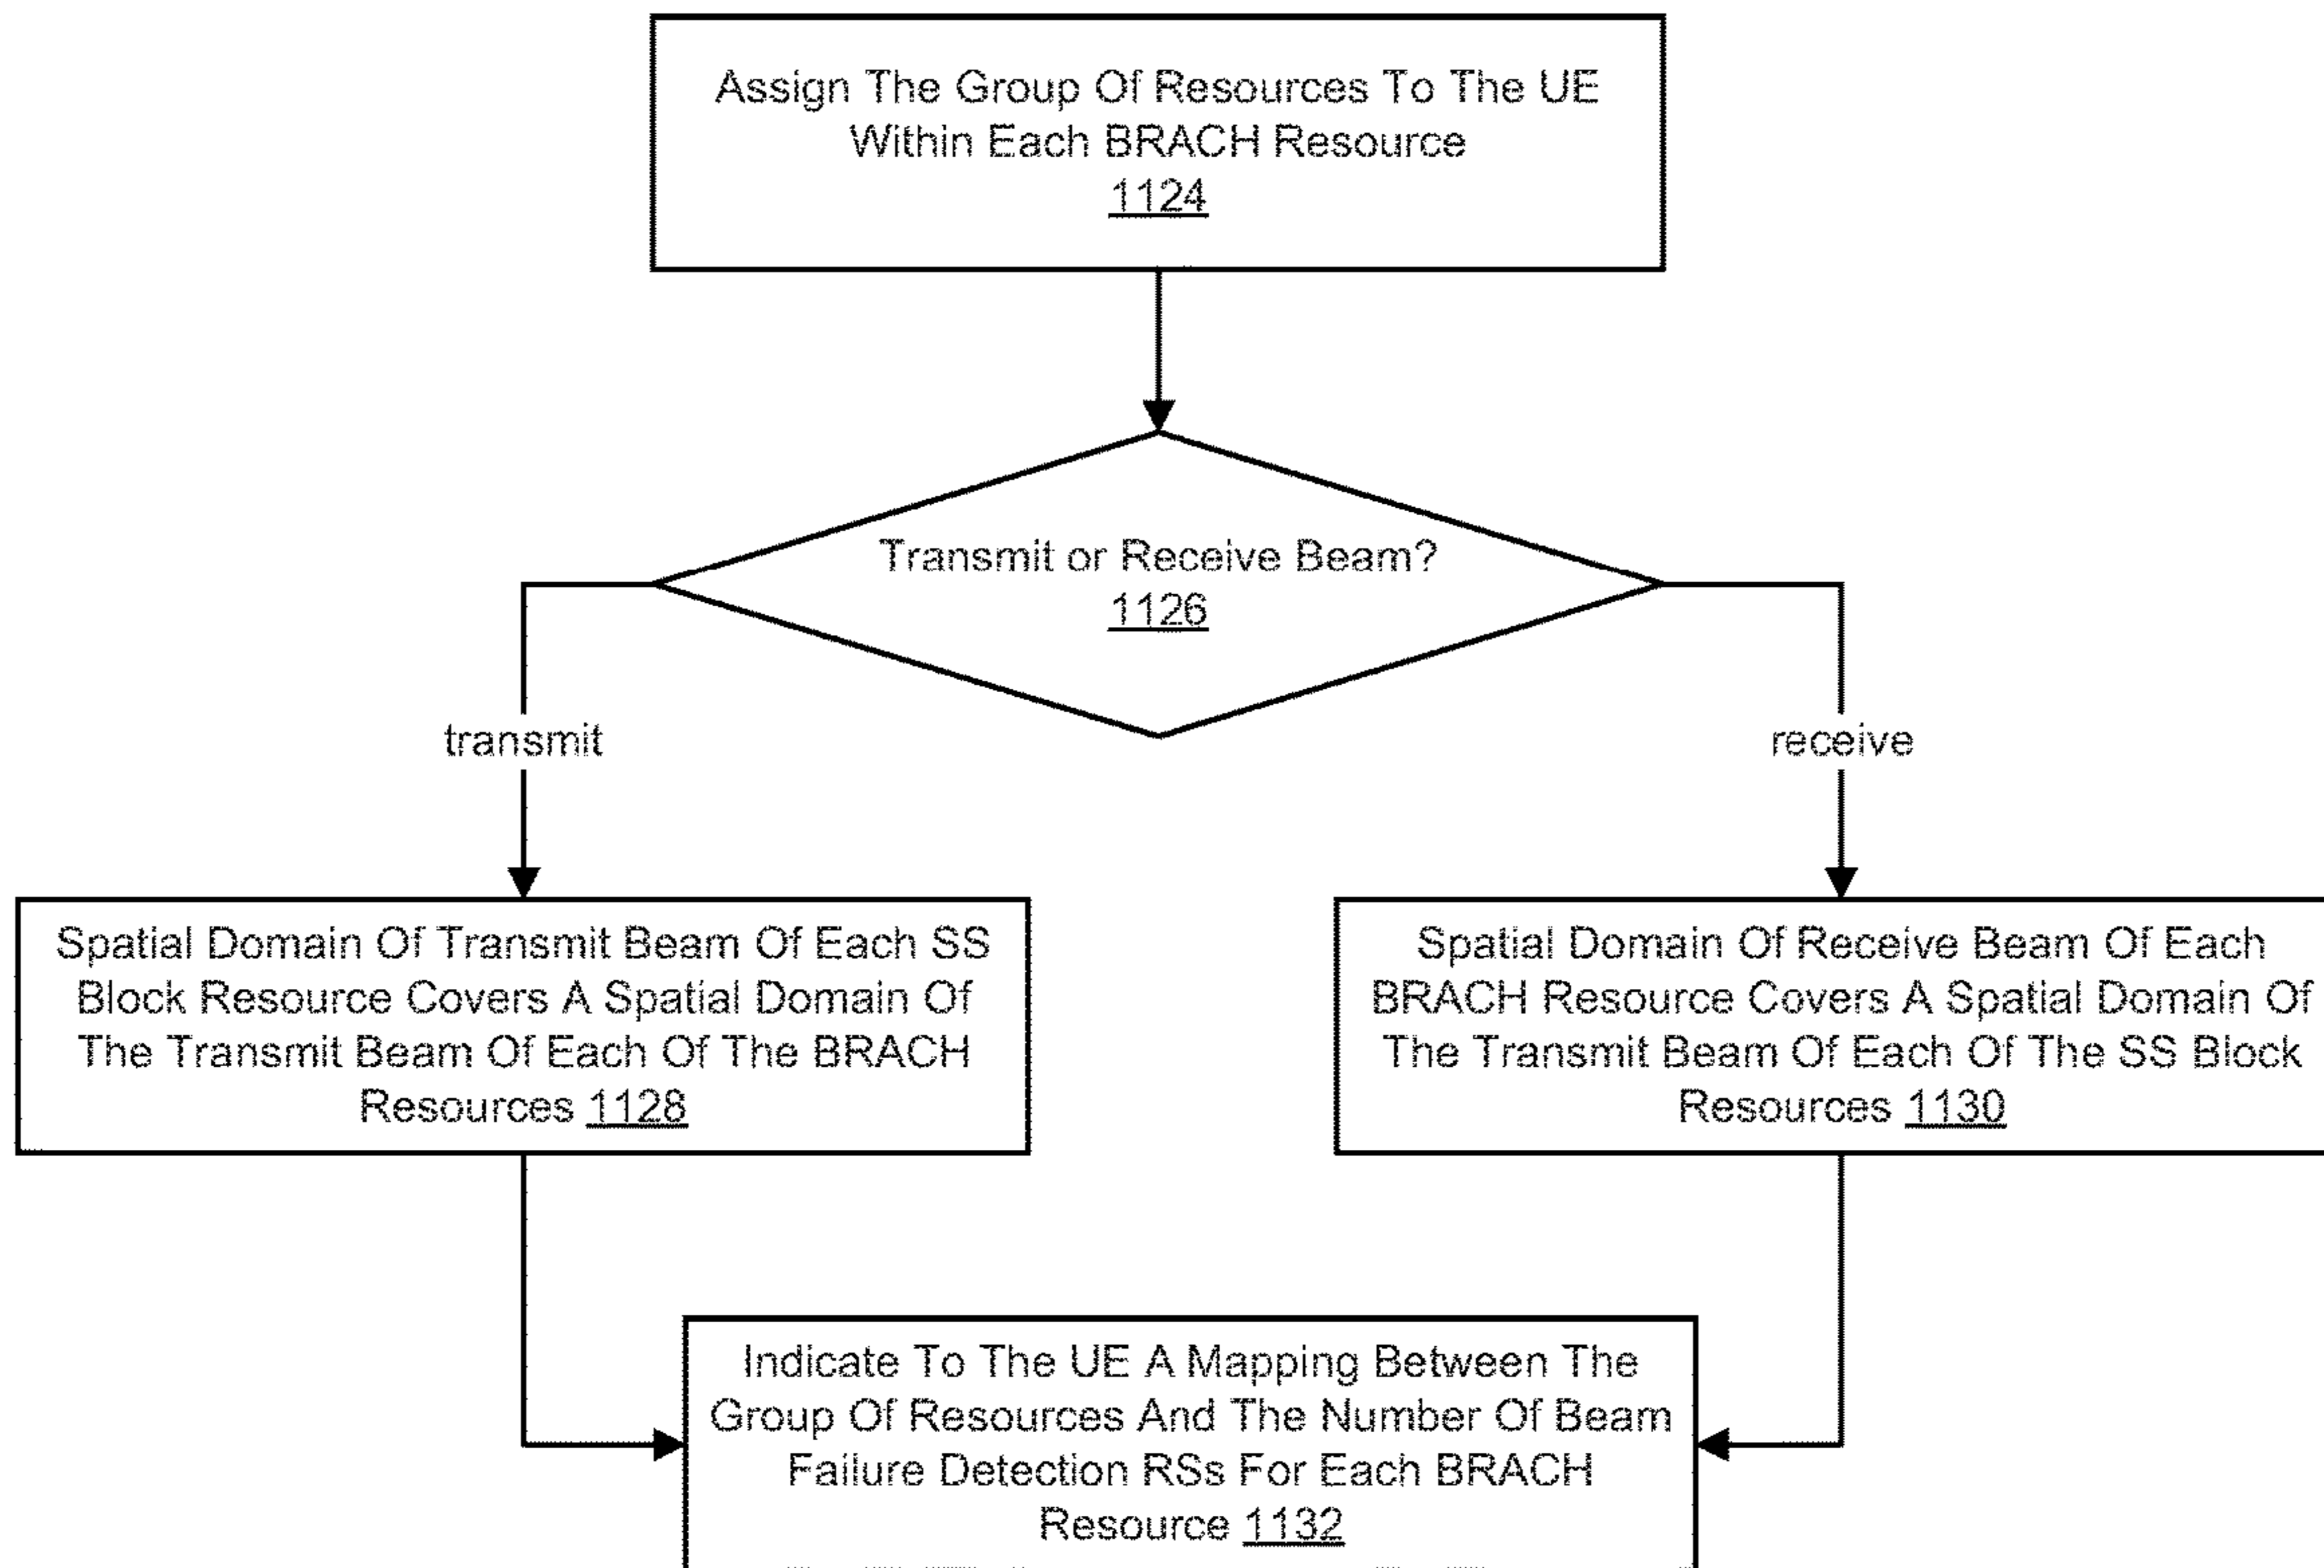 Assign The Group Of Resources To The UE
Within Each BRACH Resource
1124
Transmit or Receive Beam?
1126
transmit
receive
Spatial Domain Of Transmit Beam Of Each SS
Block Resource Covers A Spatial Domain Of
The Transmit Beam Of Each Of The BRACH
Resources 1128
Spatial Domain Of Receive Beam Of Each
BRACH Resource Covers A Spatial Domain Of
The Transmit Beam Of Each Of The SS Block
Resources 1130
Indicate To The UE A Mapping Between The
Group Of Resources And The Number Of Beam
Failure Detection RSs For Each BRACH
Resource 1132